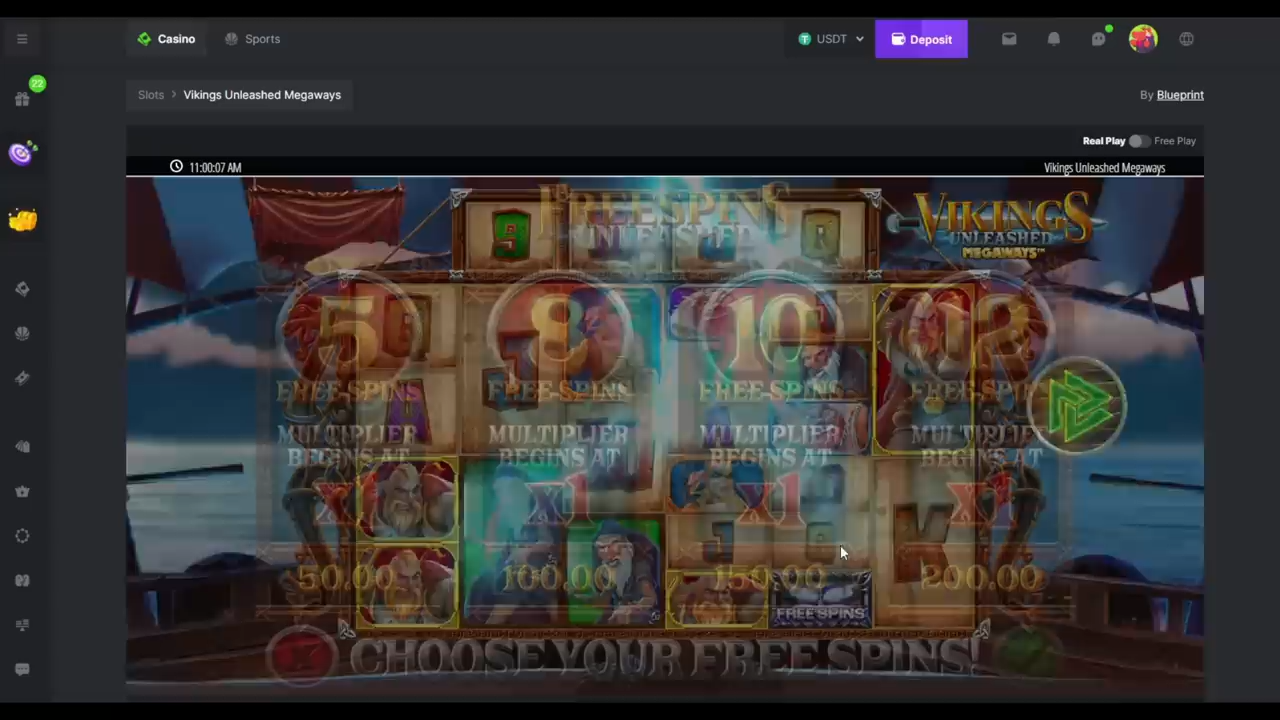 Casino
Sports
USDT
Deposit
22
Slots > Vikings Unleashed Megaways
By Blueprint
Real Play
Free Play
11:00:07 AM
Vikings Unleashed Megaways
FREE SPINS
UNLEASHED
9
VIKINGS
UNLEASHED
MEGAWAYS™
5
8
10
FREE SPINS
FREE SPINS
FREE SPINS
MULTIPLIER
MULTIPLIER
MULTIPLIER
MULTIPLIER
BEGINS AT
BEGINS AT
BEGINS AT
BEGINS AT
x1
x1
x1
A
J
K
50.00
100.00
150.00
200.00
FREE SPINS
CHOOSE YOUR FREE SPINS!